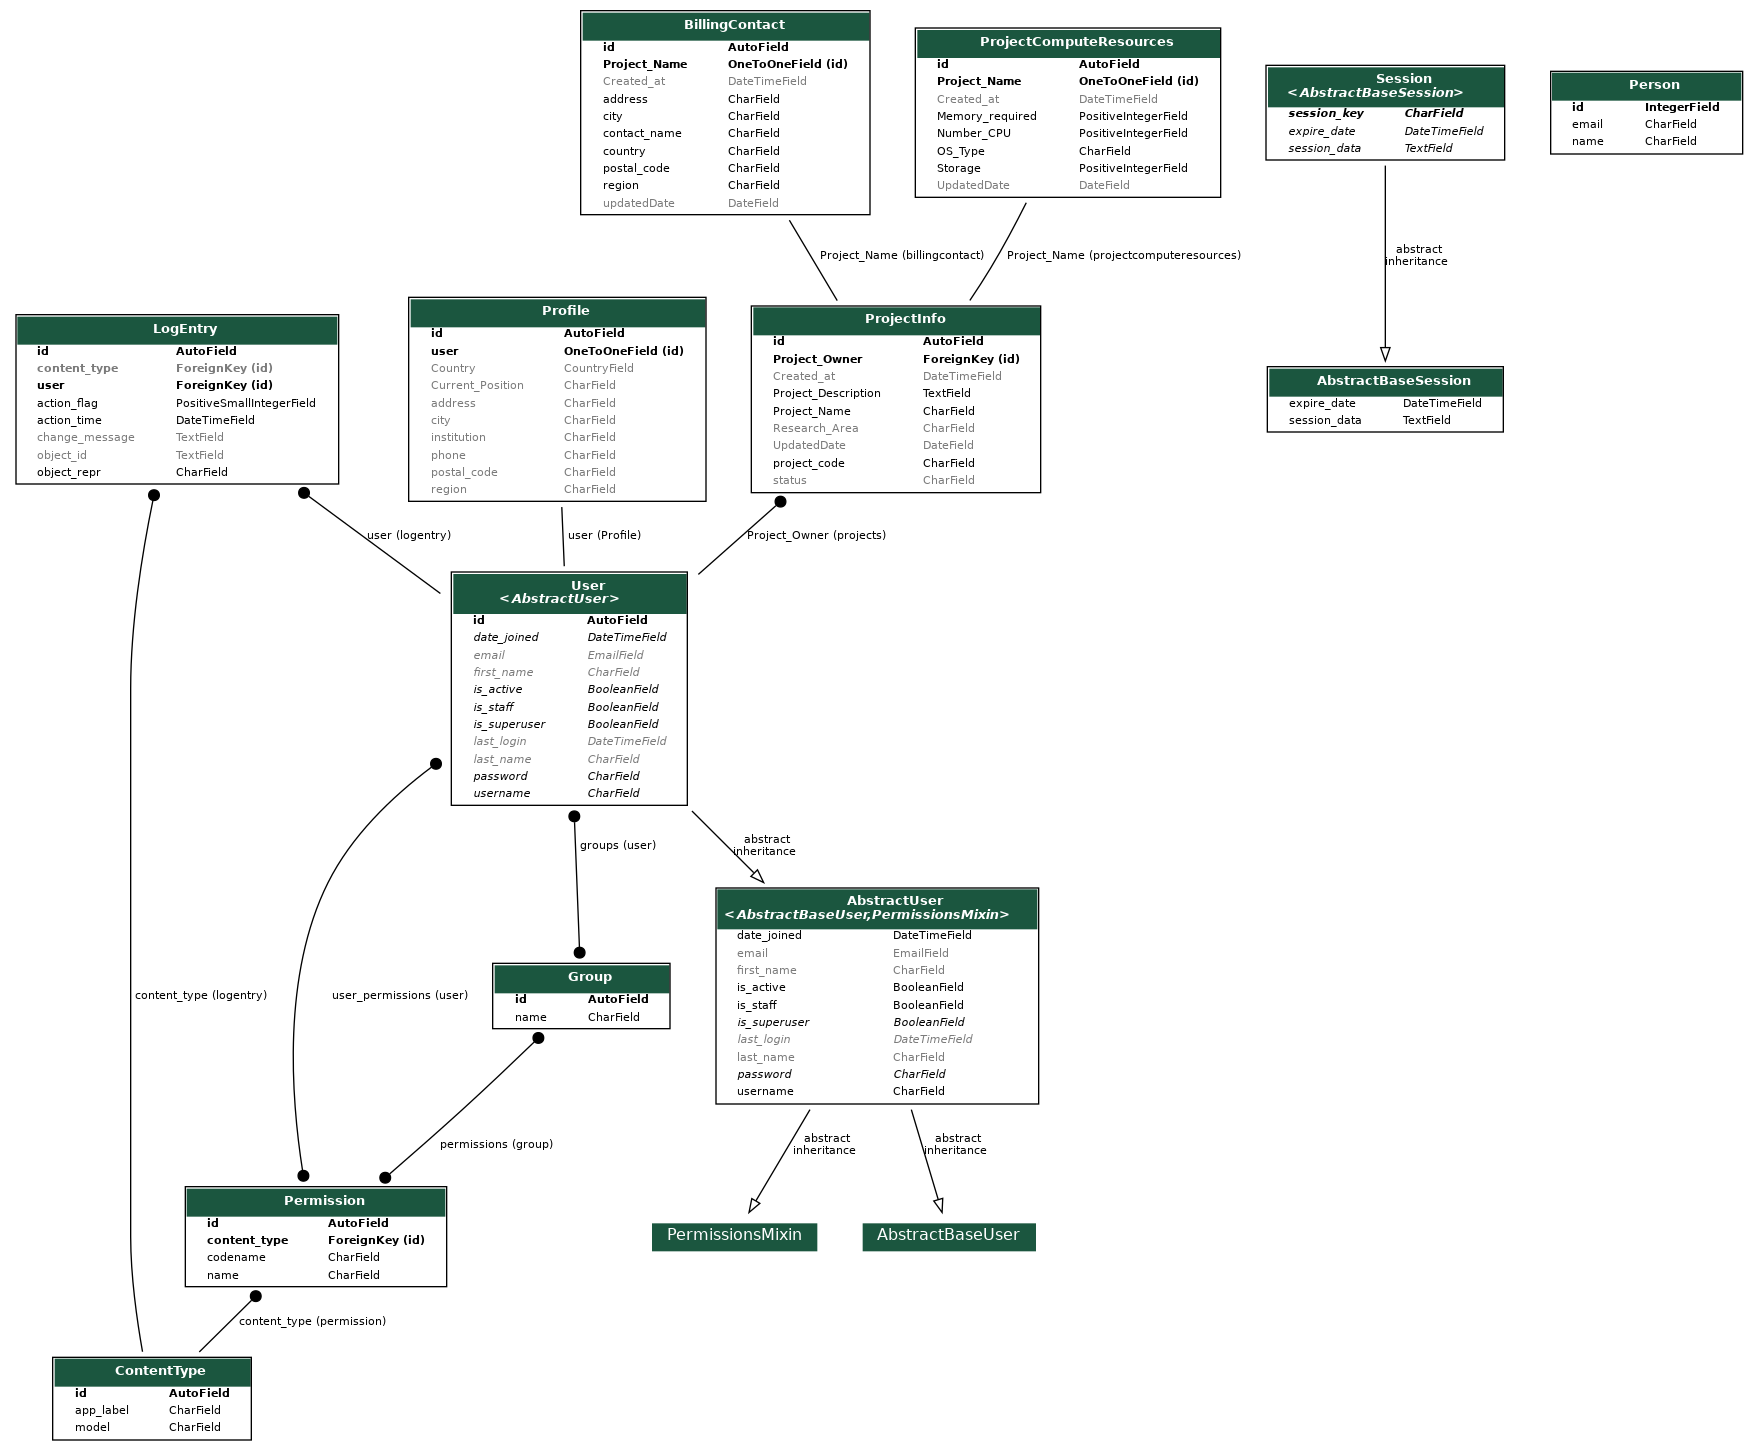 BillingContact
id AutoField
Project_Name OneToOneField (id)
Created_at DateTimeField
address CharField
city CharField
contact_name CharField
country CharField
postal_code CharField
region CharField
updatedDate DateField
ProjectComputeResources
id AutoField
Project_Name OneToOneField (id)
Created_at DateTimeField
Memory_required PositiveIntegerField
Number_CPU PositiveIntegerField
OS_Type CharField
Storage PositiveIntegerField
UpdatedDate DateField
Session
<AbstractBaseSession>
session_key CharField
expire_date DateTimeField
session_data TextField
Person
id IntegerField
email CharField
name CharField
Project_Name (billingcontact)
Project_Name (projectcomputeresources)
abstract
inheritance
LogEntry
id AutoField
content_type ForeignKey (id)
user ForeignKey (id)
action_flag PositiveSmallIntegerField
action_time DateTimeField
change_message TextField
object_id TextField
object_repr CharField
Profile
id AutoField
user OneToOneField (id)
Country CountryField
Current_Position CharField
address CharField
city CharField
institution CharField
phone CharField
postal_code CharField
region CharField
ProjectInfo
id AutoField
Project_Owner ForeignKey (id)
Created_at DateTimeField
Project_Description TextField
Project_Name CharField
Research_Area CharField
UpdatedDate DateField
project_code CharField
status CharField
AbstractBaseSession
expire_date DateTimeField
session_data TextField
user (logentry)
user (Profile)
Project_Owner (projects)
User
<AbstractUser>
id AutoField
date_joined DateTimeField
email EmailField
first_name CharField
is_active BooleanField
is_staff BooleanField
is_superuser BooleanField
last_login DateTimeField
last_name CharField
password CharField
username CharField
groups (user)
abstract
inheritance
AbstractUser
<AbstractBaseUser,PermissionsMixin>
date_joined DateTimeField
email EmailField
first_name CharField
is_active BooleanField
is_staff BooleanField
is_superuser BooleanField
last_login DateTimeField
last_name CharField
password CharField
username CharField
content_type (logentry)
user_permissions (user)
Group
id AutoField
name CharField
permissions (group)
abstract
inheritance
abstract
inheritance
Permission
id AutoField
content_type ForeignKey (id)
codename CharField
name CharField
PermissionsMixin
AbstractBaseUser
content_type (permission)
ContentType
id AutoField
app_label CharField
model CharField